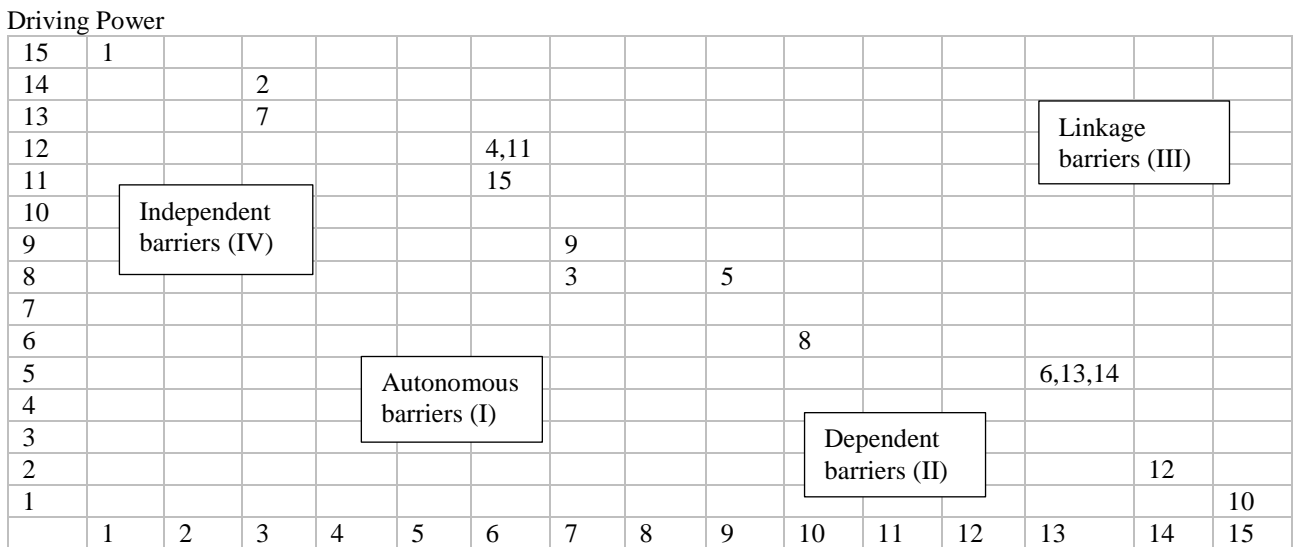 Driving Power
15 1
14 2
13 7
Linkage
12 4,11
barriers (III)
11 15
10 Independent
9 barriers (IV) 9
8 3 5
7
6 8
5 6,13,14
Autonomous
4 barriers (I)
3 Dependent
2 barriers (II) 12
1 10
1 2 3 4 5 6 7 8 9 10 11 12 13 14 15